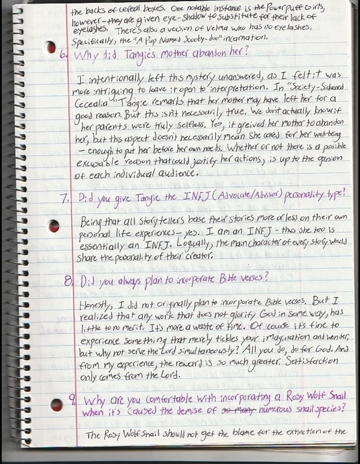 the backs of cereal boxes. One notable instance is the Powerpuff Girls,
however - they are given eye-shadow to substitute for their lack of
eyelashes. There's also a version of Velma who has no eyelashes.
Specifically, the "A Pup Named Scooby-Doo" incarnation.
6. Why did Tangie's mother abandon her?
I intentionally left this mystery unanswered, as I felt it was
more intriguing to leave it open to interpretation. In "Society-Sickened
Cecealia" Tangie remarks that her mother may have left her for a
good reason. But this isn't necessarily true. We don't actually know if
her parents were truly selfless. Yes, it grieved her mother to abandon
her, but this aspect doesn't necessarily mean she cared for her well-being
- enough to put her before her own needs. Whether or not there is a possible
excusable reason that could justify her actions, is up to the opinion
of each individual audience.
7. Did you give Tangie the INFJ (Advocate/Advisor) personality type?
Being that all storytellers base their stories more or less on their own
personal life experiences - yes. I am an INFJ - thus she too is
essentially an INFJ. Logually, the main character of every story would
share the personality of their creator.
8. Did you always plan to incorporate Bible verses?
Honestly, I did not originally plan to incorporate Bible verses. But I
realized that any work that does not glorify God in some way, has
little to no merit. It's more a waste of time. Of course its fine to
experience something that merely tickles your imagination and wonder,
but why not serve the Lord simultaneously? All you do, do for God. And
from my experience, the reward is so much greater. Sattisfaction
only comes from the Lord.
9. Why are you comfortable with incorporating a Rosy Wolf Snail
when it's caused the demise of so many numerous snail species?
The Rosy Wolf Snail should not get the blame for the extinction of the